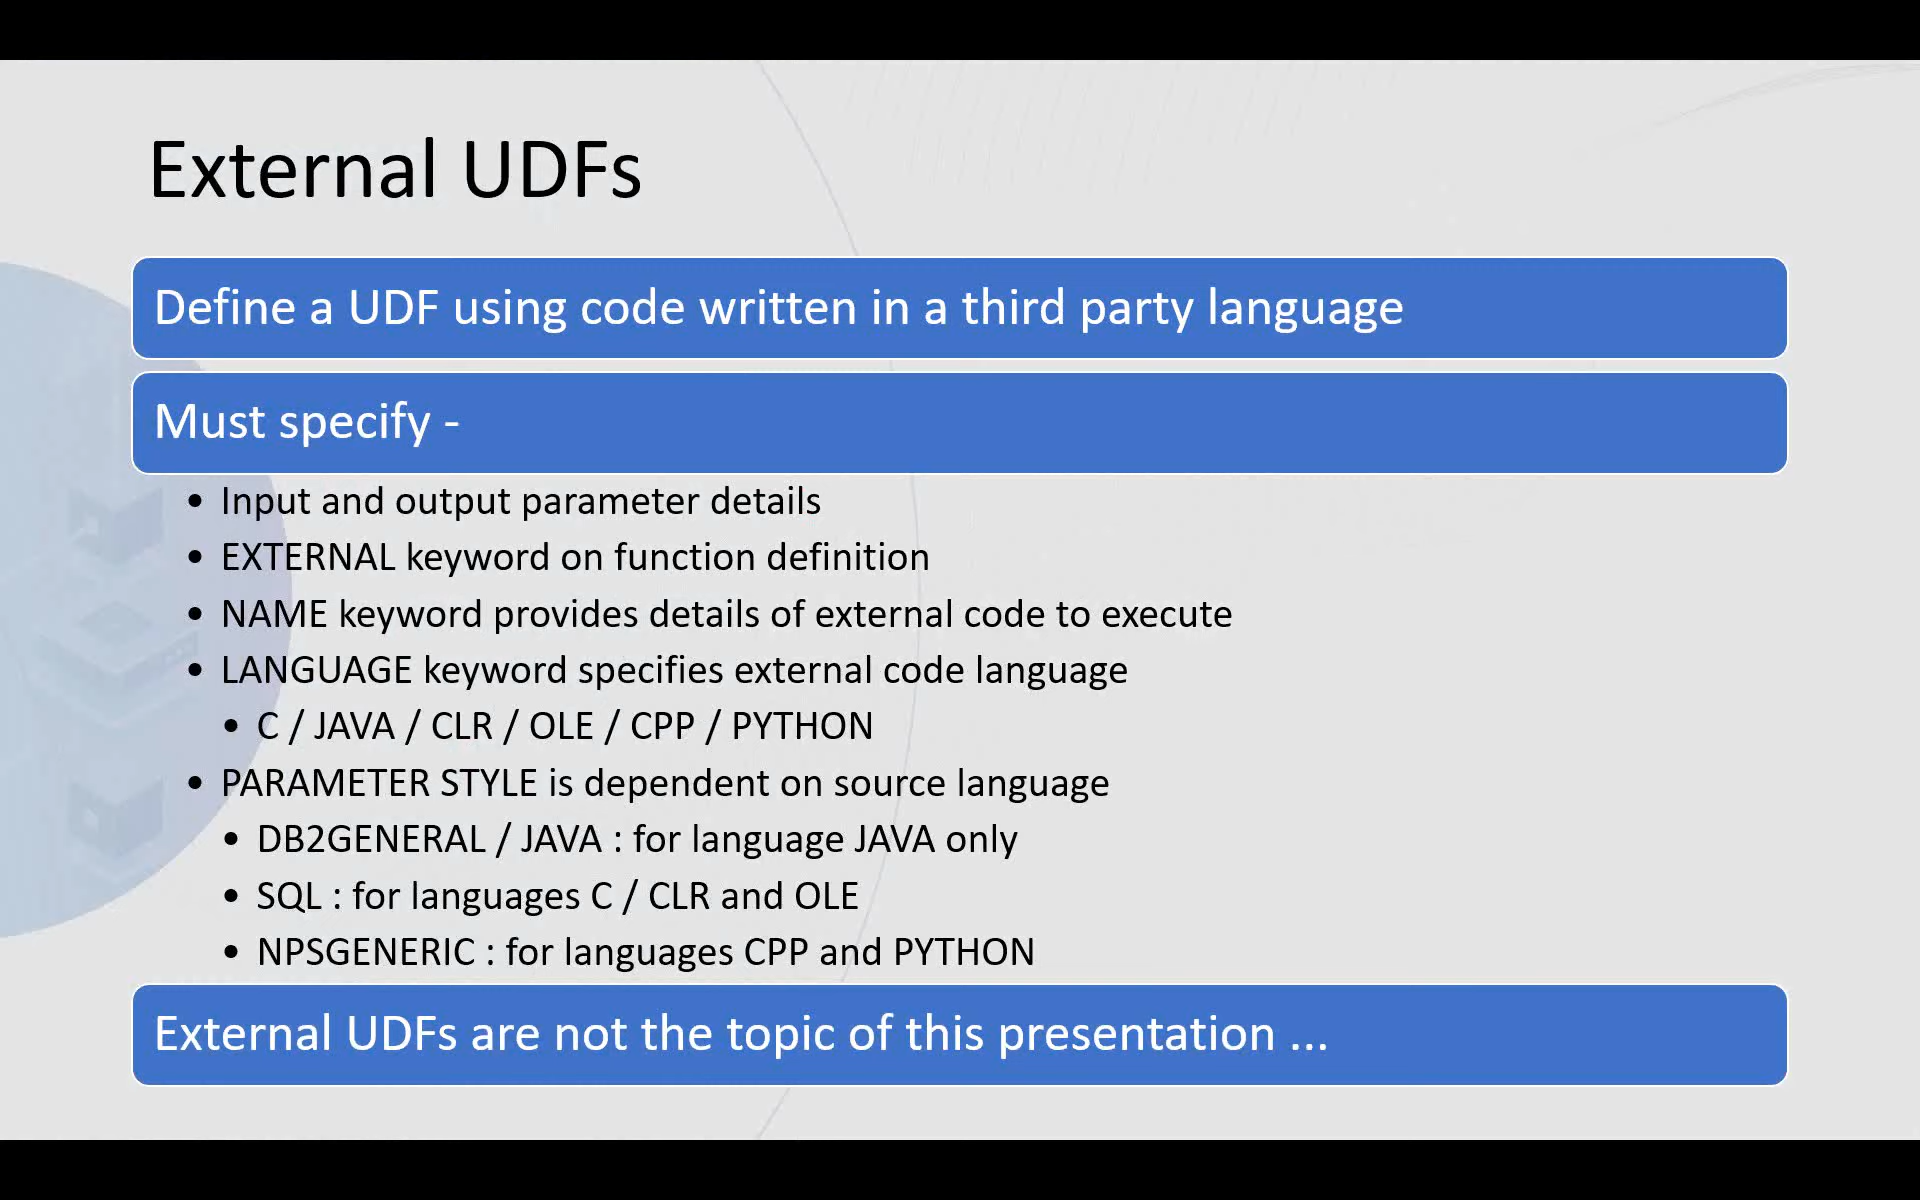 External UDFs
Define a UDF using code written in a third party language
Must specify -
• Input and output parameter details
• EXTERNAL keyword on function definition
• NAME keyword provides details of external code to execute
• LANGUAGE keyword specifies external code language
• C / JAVA / CLR / OLE / CPP / PYTHON
• PARAMETER STYLE is dependent on source language
• DB2GENERAL / JAVA : for language JAVA only
• SQL : for languages C / CLR and OLE
• NPSGENERIC : for languages CPP and PYTHON
External UDFs are not the topic of this presentation ...